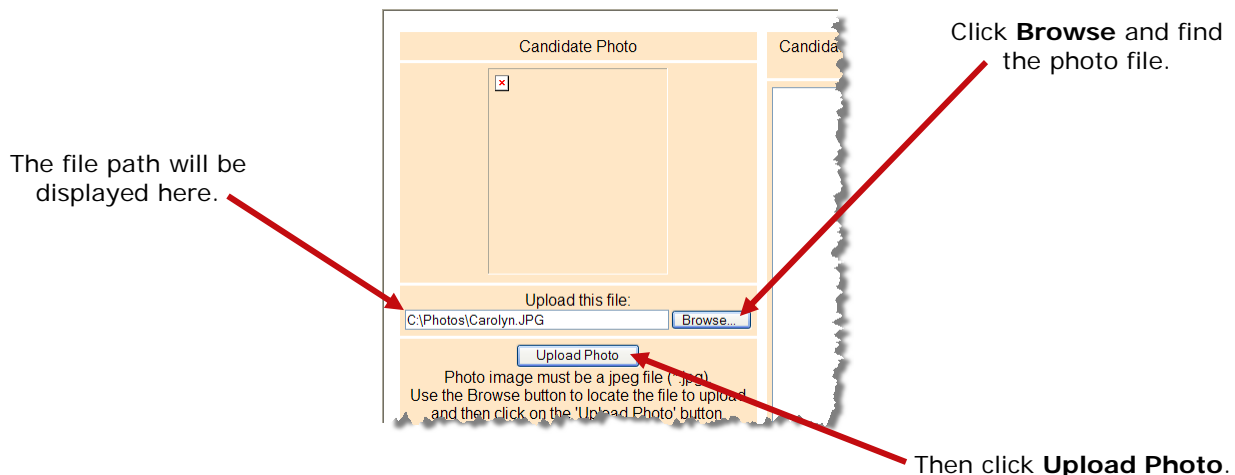 Click Browse and find
the photo file.
Candidate Photo
The file path will be
displayed here.
Upload this file:
C:\Photos\Carolyn.JPG
Browse...
Upload Photo
Photo image must be a jpeg file (*.jpg)
Use the Browse button to locate the file to upload
and then click on the 'Upload Photo' button
Then click Upload Photo.